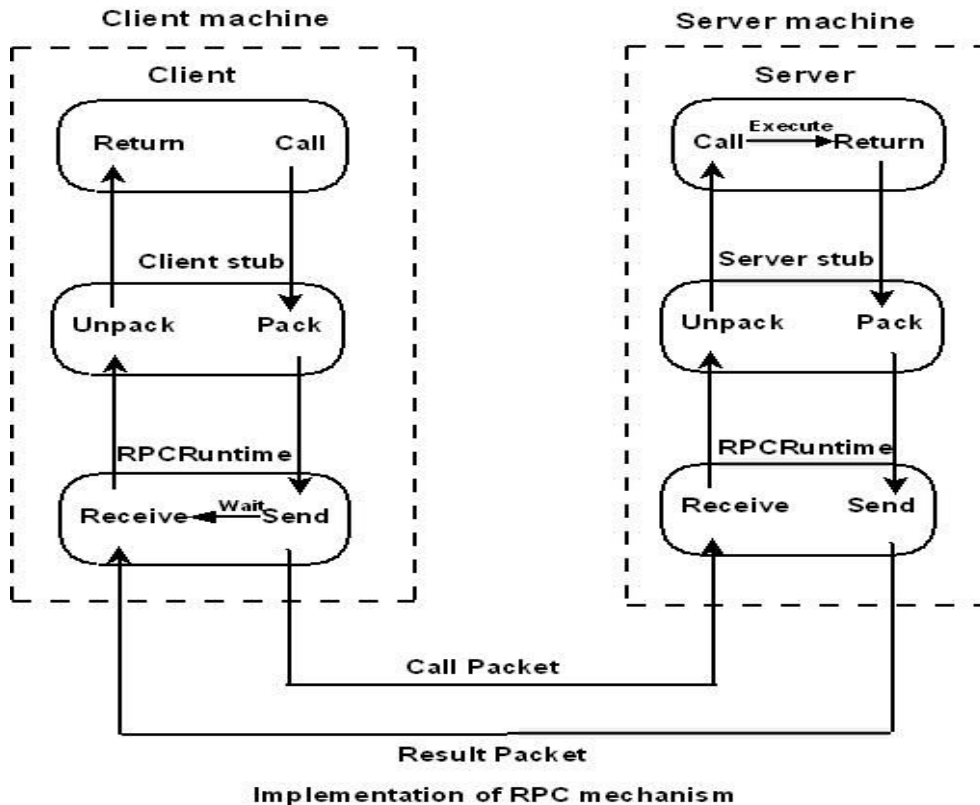 Client machine
Server machine
Client
Server
Return
Call
Call
Execute
Return
Client stub
Server stub
Unpack
Pack
Unpack
Pack
RPCRuntime
RPCRuntime
Receive
Wait
Send
Receive
Send
Call Packet
Result Packet
Implementation of RPC mechanism